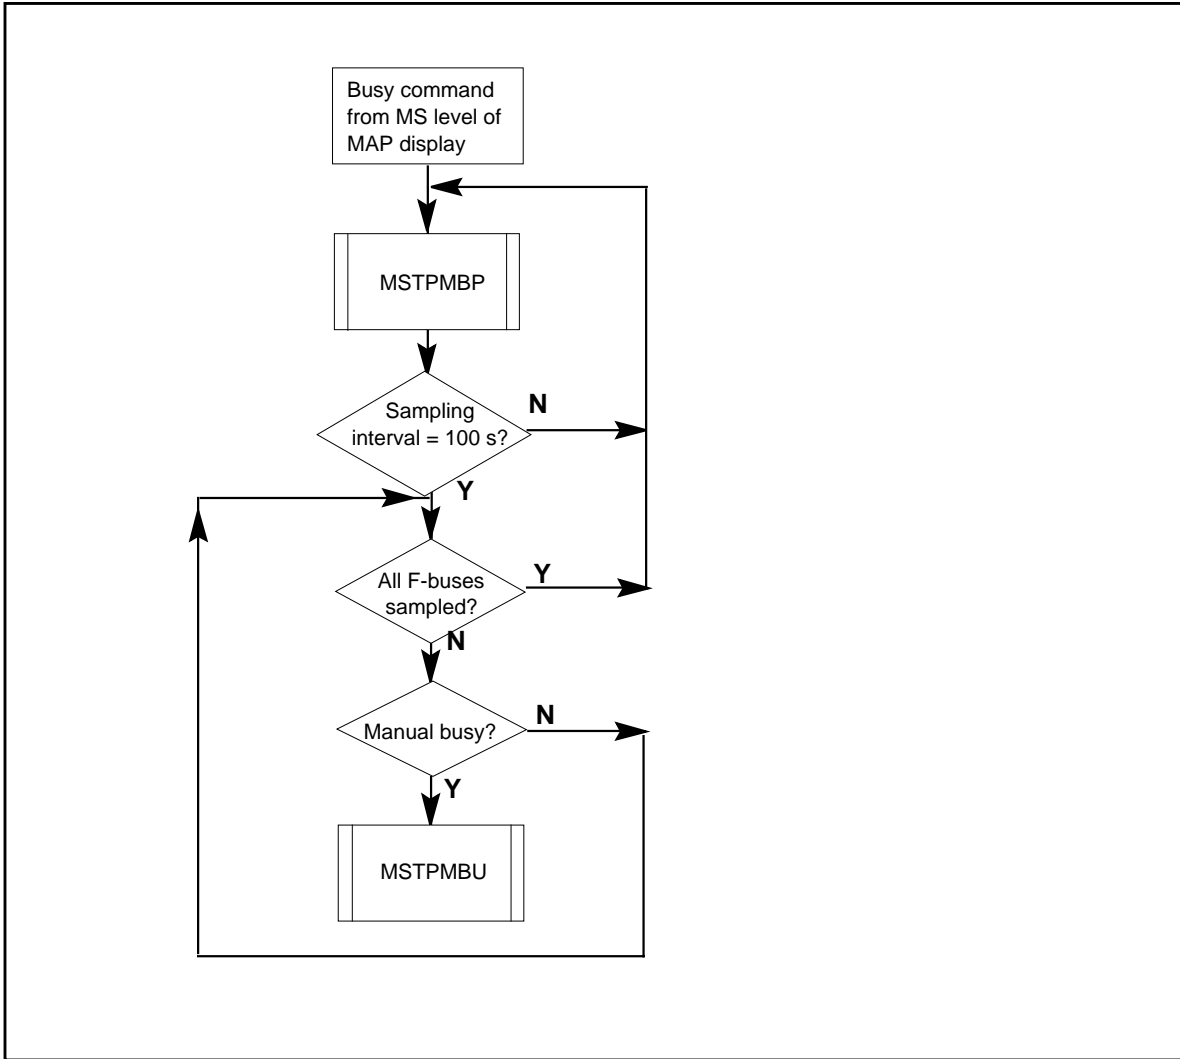 Busy command
from MS level of
MAP display
MSTPMBP
Sampling
interval = 100 s?
N
Y
All F-buses
sampled?
Y
N
Manual busy?
N
Y
MSTPMBU